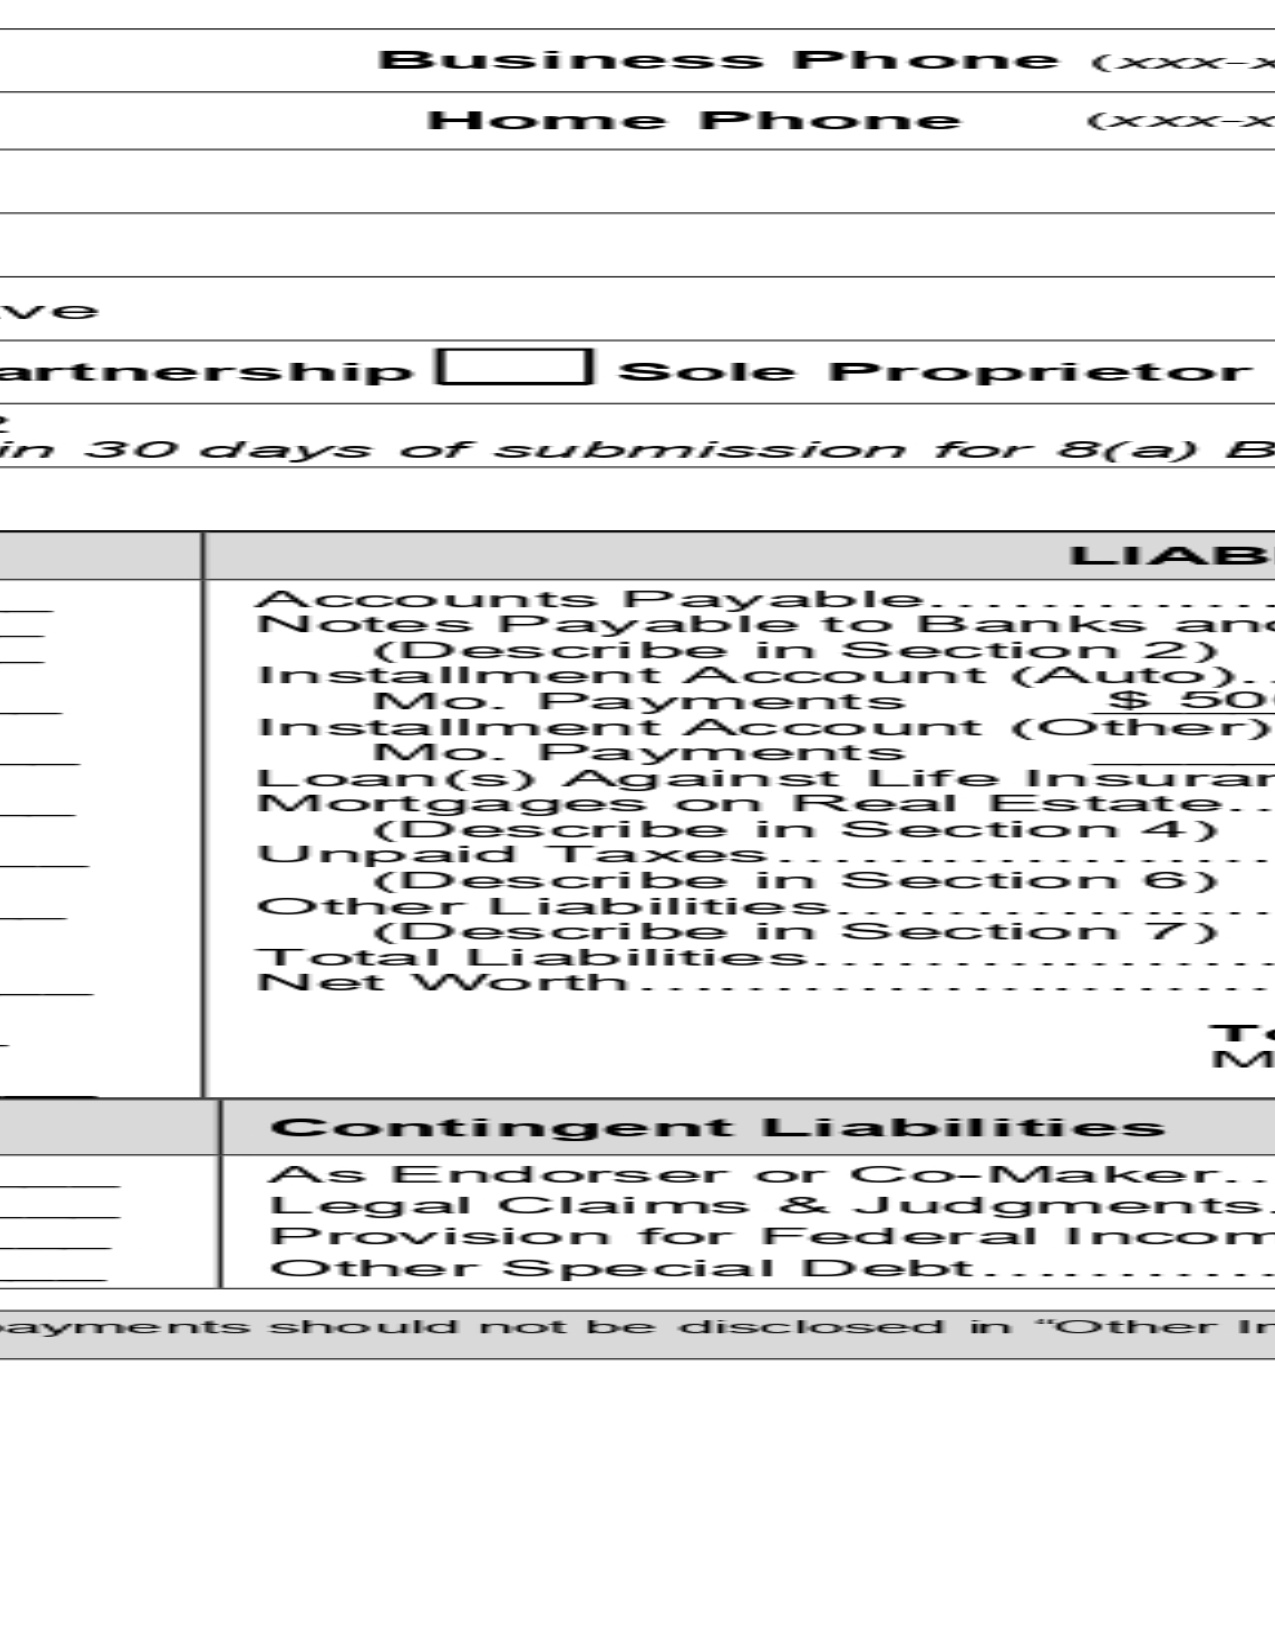 Business Phone (xxx-x
Home Phone (xxx-x
ve
artnership Sole Proprietor
in 30 days of submission for 8(a) B
LIAB
Accounts Payable..............
Notes Payable to Banks and
(Describe in Section 2)
Installment Account (Auto)..
Mo. Payments $ 50
Installment Account (Other)
Mo. Payments
Loan(s) Against Life Insuran
Mortgages on Real Estate..
(Describe in Section 4)
Unpaid Taxes..................
(Describe in Section 6)
Other Liabilities................
(Describe in Section 7)
Total Liabilities.................
Net Worth.......................
To
M
Contingent Liabilities
As Endorser or Co-Maker..
Legal Claims & Judgments.
Provision for Federal Incom
Other Special Debt............
payments should not be disclosed in “Other In